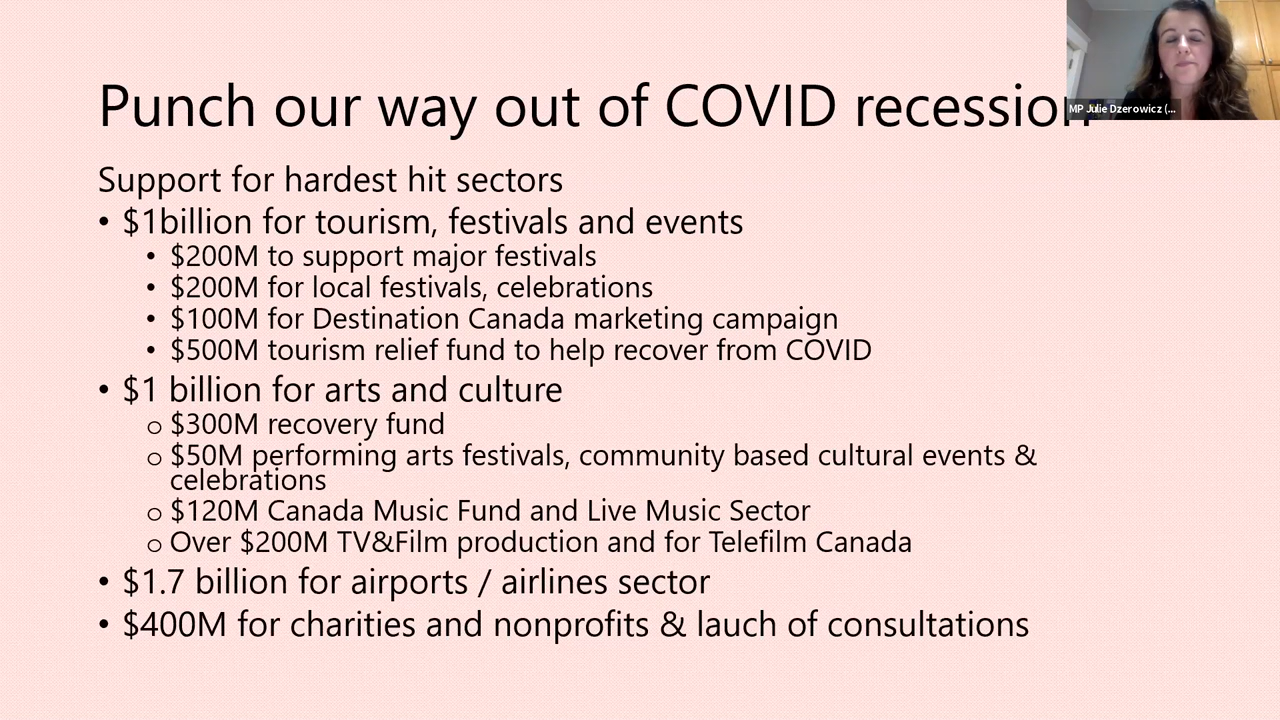 Punch our way out of COVID recession
MP Julie Dzerowicz (...
Support for hardest hit sectors
• $1billion for tourism, festivals and events
• $200M to support major festivals
• $200M for local festivals, celebrations
• $100M for Destination Canada marketing campaign
• $500M tourism relief fund to help recover from COVID
• $1 billion for arts and culture
o $300M recovery fund
o $50M performing arts festivals, community based cultural events &
celebrations
o $120M Canada Music Fund and Live Music Sector
o Over $200M TV&Film production and for Telefilm Canada
• $1.7 billion for airports / airlines sector
• $400M for charities and nonprofits & lauch of consultations